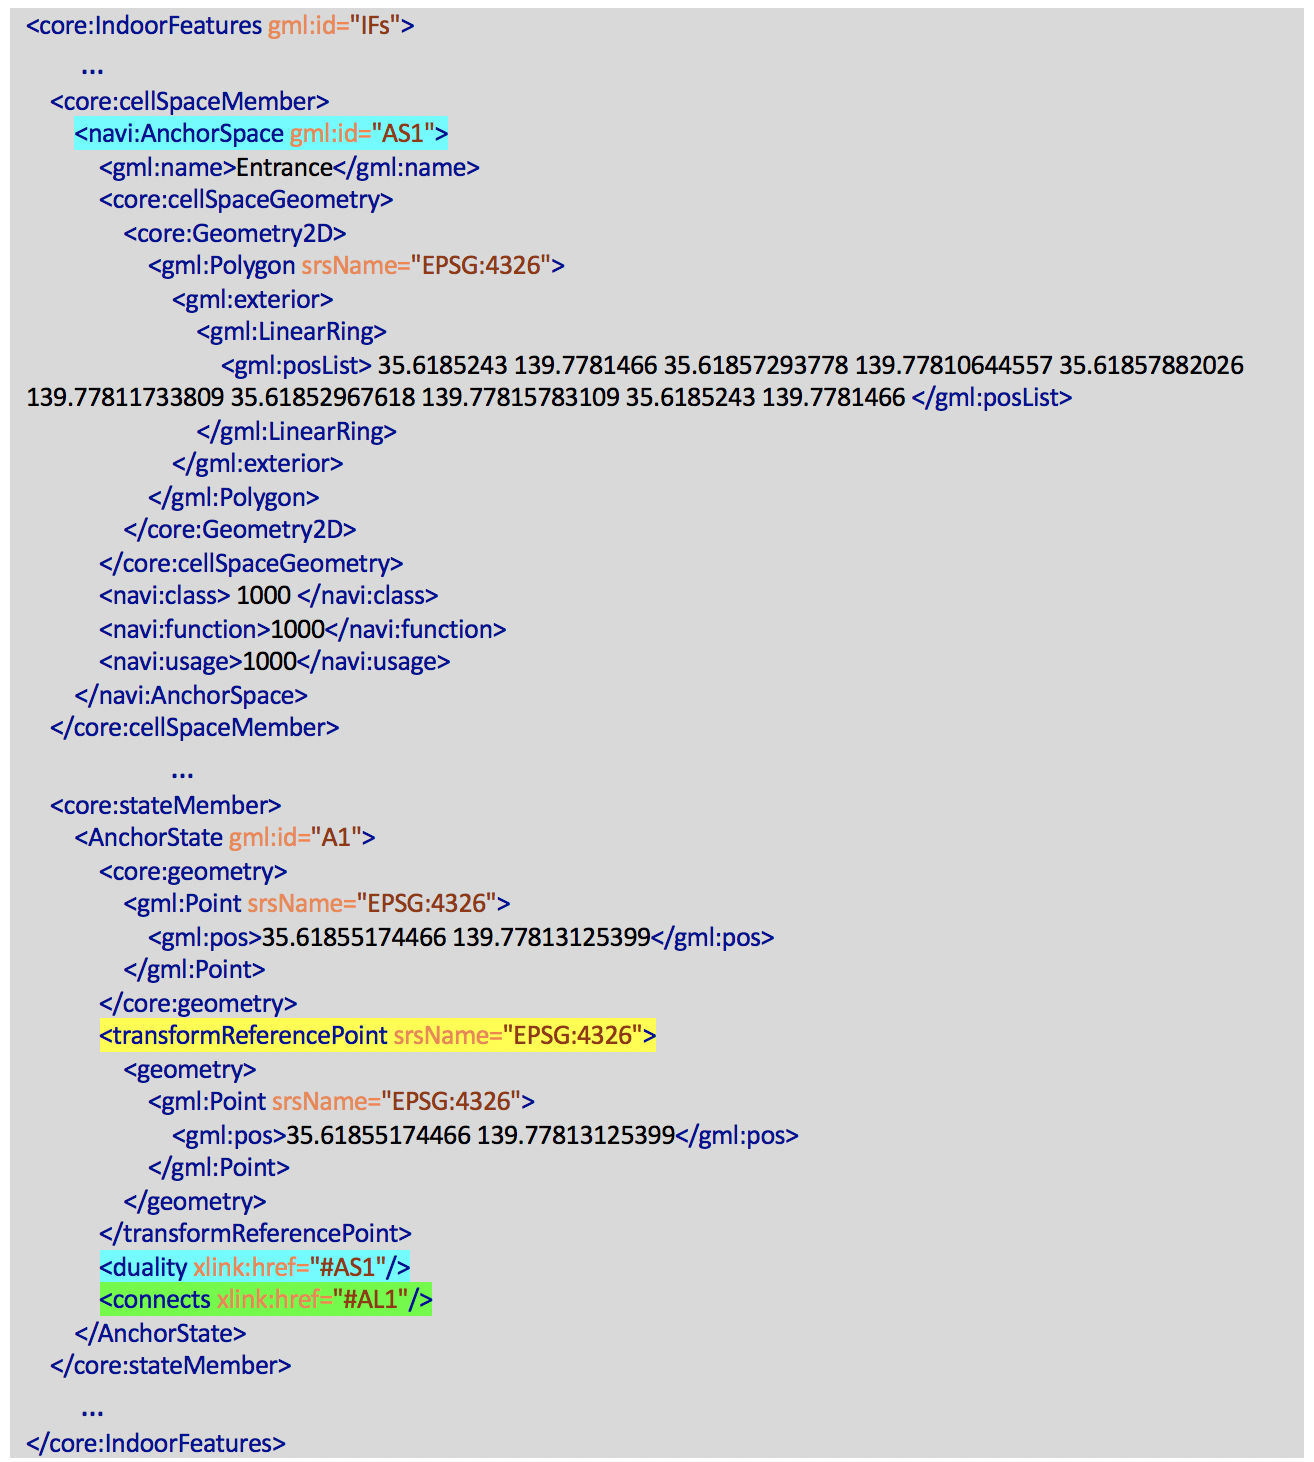 <core:IndoorFeatures gml:id="IFs">
...
<core:cellSpaceMember>
<navi:AnchorSpace gml:id="AS1">
<gml:name>Entrance</gml:name>
<core:cellSpaceGeometry>
<core:Geometry2D>
<gml:Polygon srsName="EPSG:4326">
<gml:exterior>
<gml:LinearRing>
<gml:posList> 35.6185243 139.7781466 35.61857293778 139.77810644557 35.61857882026
139.77811733809 35.61852967618 139.77815783109 35.6185243 139.7781466 </gml:posList>
</gml:LinearRing>
</gml:exterior>
</gml:Polygon>
</core:Geometry2D>
</core:cellSpaceGeometry>
<navi:class> 1000 </navi:class>
<navi:function>1000</navi:function>
<navi:usage>1000</navi:usage>
</navi:AnchorSpace>
</core:cellSpaceMember>
...
<core:stateMember>
<AnchorState gml:id="A1">
<core:geometry>
<gml:Point srsName="EPSG:4326">
<gml:pos>35.61855174466 139.77813125399</gml:pos>
</gml:Point>
</core:geometry>
<transformReferencePoint srsName="EPSG:4326">
<geometry>
<gml:Point srsName="EPSG:4326">
<gml:pos>35.61855174466 139.77813125399</gml:pos>
</gml:Point>
</geometry>
</transformReferencePoint>
<duality xlink:href="#AS1"/>
<connects xlink:href="#AL1"/>
</AnchorState>
</core:stateMember>
...
</core:IndoorFeatures>